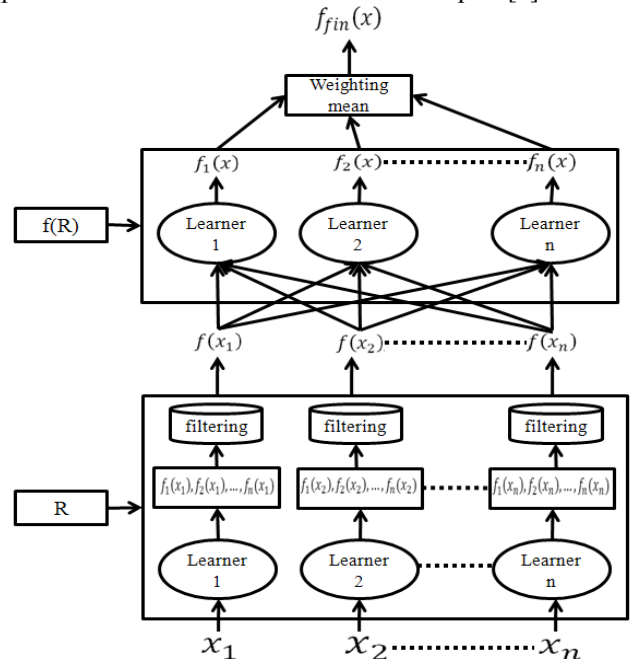 f_{fin}(x)
Weighting
mean
f_1(x) f_2(x) f_n(x)
f(R)
Learner
1
Learner
2
Learner
n
f(x_1) f(x_2) f(x_n)
filtering filtering filtering
f_1(x_1),f_2(x_1),...,f_n(x_1) f_1(x_2),f_2(x_2),...,f_n(x_2) f_1(x_n),f_2(x_n),...,f_n(x_n)
R
Learner
1
Learner
2
Learner
n
x_1 x_2 x_n